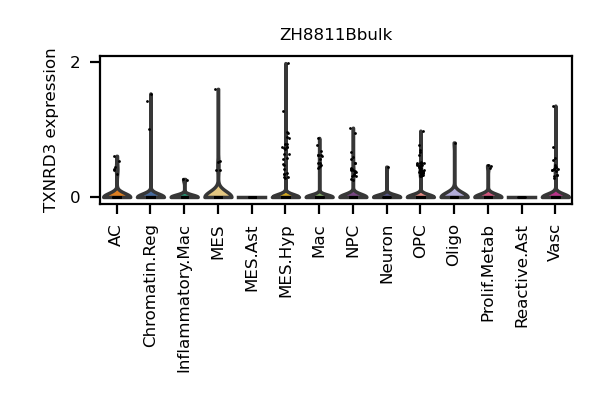 ZH8811Bbulk
TXNRD3 expression
2
0
AC
Chromatin.Reg
Inflammatory.Mac
MES
MES.Ast
MES.Hyp
Mac
NPC
Neuron
OPC
Oligo
Prolif.Metab
Reactive.Ast
Vasc